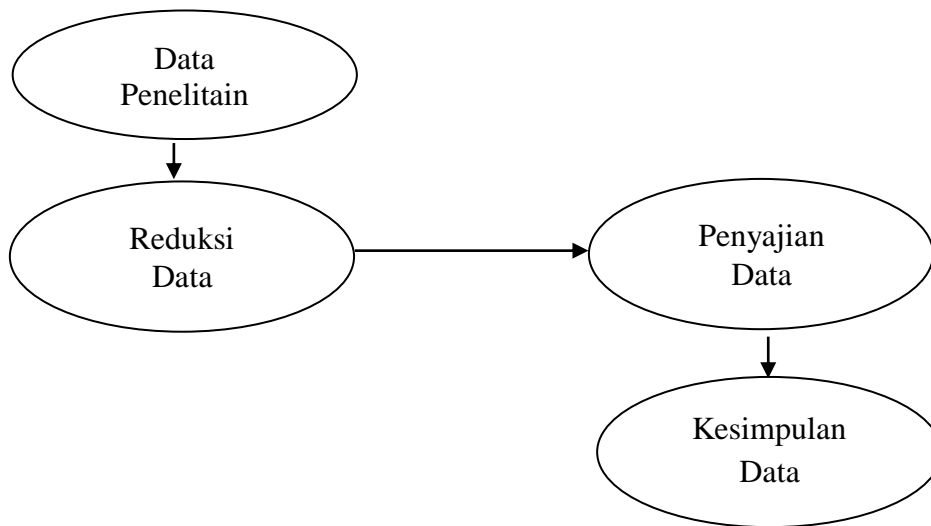 Data
Penelitain
Reduksi
Data
Penyajian
Data
Kesimpulan
Data